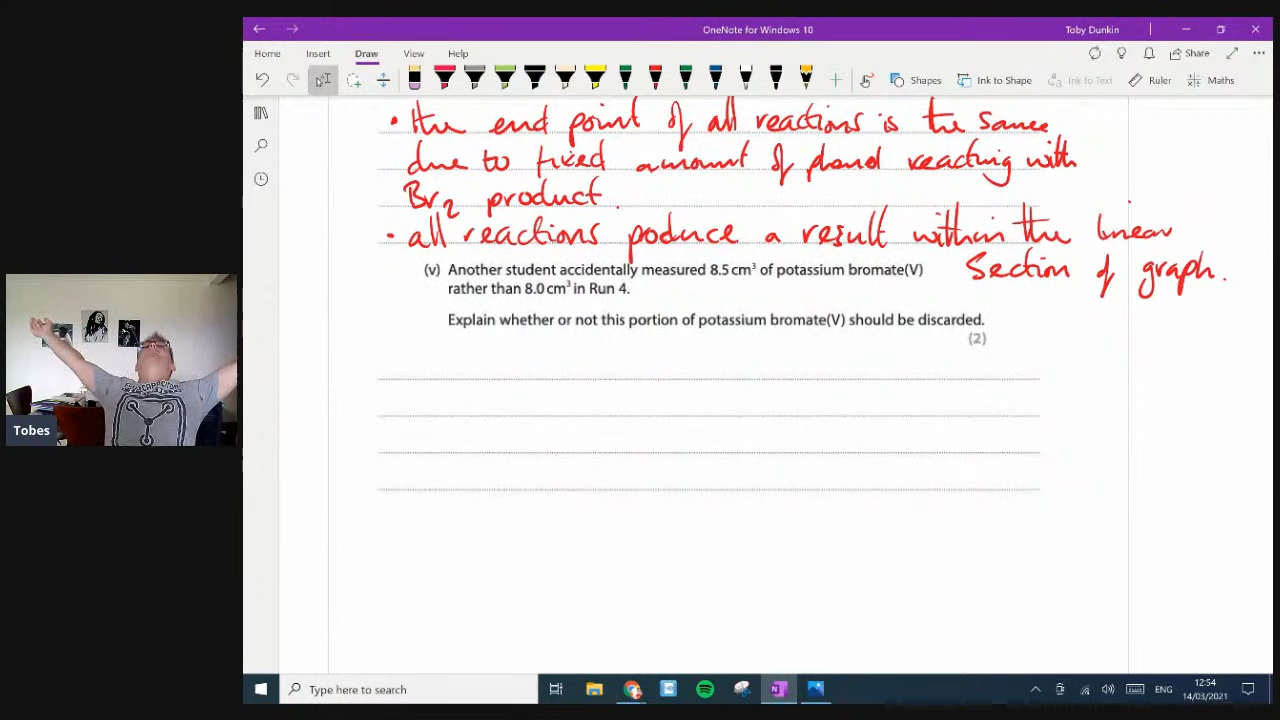 OneNote for Windows 10
Toby Dunkin
Home Insert Draw View Help
Share
Shapes Ink to Shape Ink to Text Ruler Maths
• the end point of all reactions is the same
due to fixed amount of phenol reacting with
Br2 product.
• all reactions poduce a result within the linear
Section of graph.
(v) Another student accidentally measured 8.5 cm³ of potassium bromate(V)
rather than 8.0 cm³ in Run 4.
Explain whether or not this portion of potassium bromate(V) should be discarded.
(2)
Tobes
Type here to search
ENG
12:54
14/03/2021